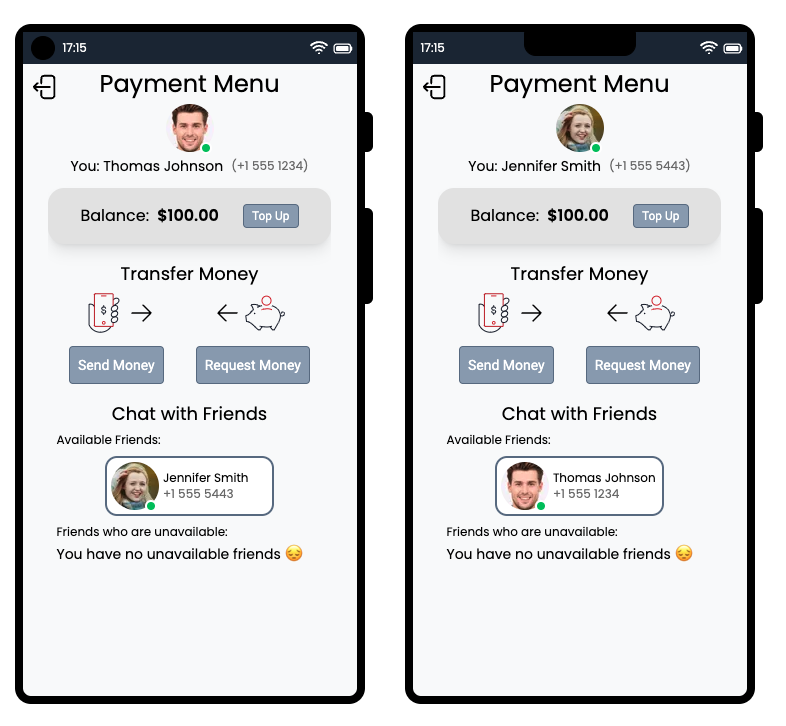 17:15
Payment Menu
You: Thomas Johnson (+1 555 1234)
Balance: $100.00 Top Up
Transfer Money
$
Send Money Request Money
Chat with Friends
Available Friends:
Jennifer Smith
+1 555 5443
Friends who are unavailable:
You have no unavailable friends 😔
17:15
Payment Menu
You: Jennifer Smith (+1 555 5443)
Balance: $100.00 Top Up
Transfer Money
$
Send Money Request Money
Chat with Friends
Available Friends:
Thomas Johnson
+1 555 1234
Friends who are unavailable:
You have no unavailable friends 😔